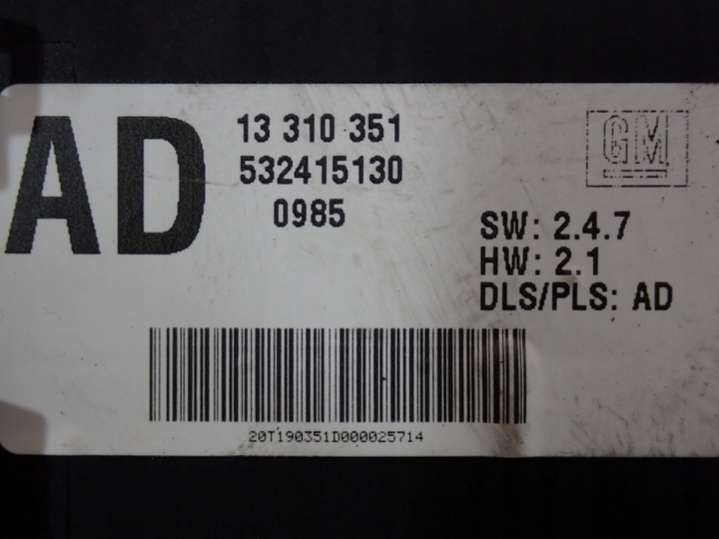 AD
13 310 351
532415130
0985
GM
SW: 2.4.7
HW: 2.1
DLS/PLS: AD
20T190351D000025714